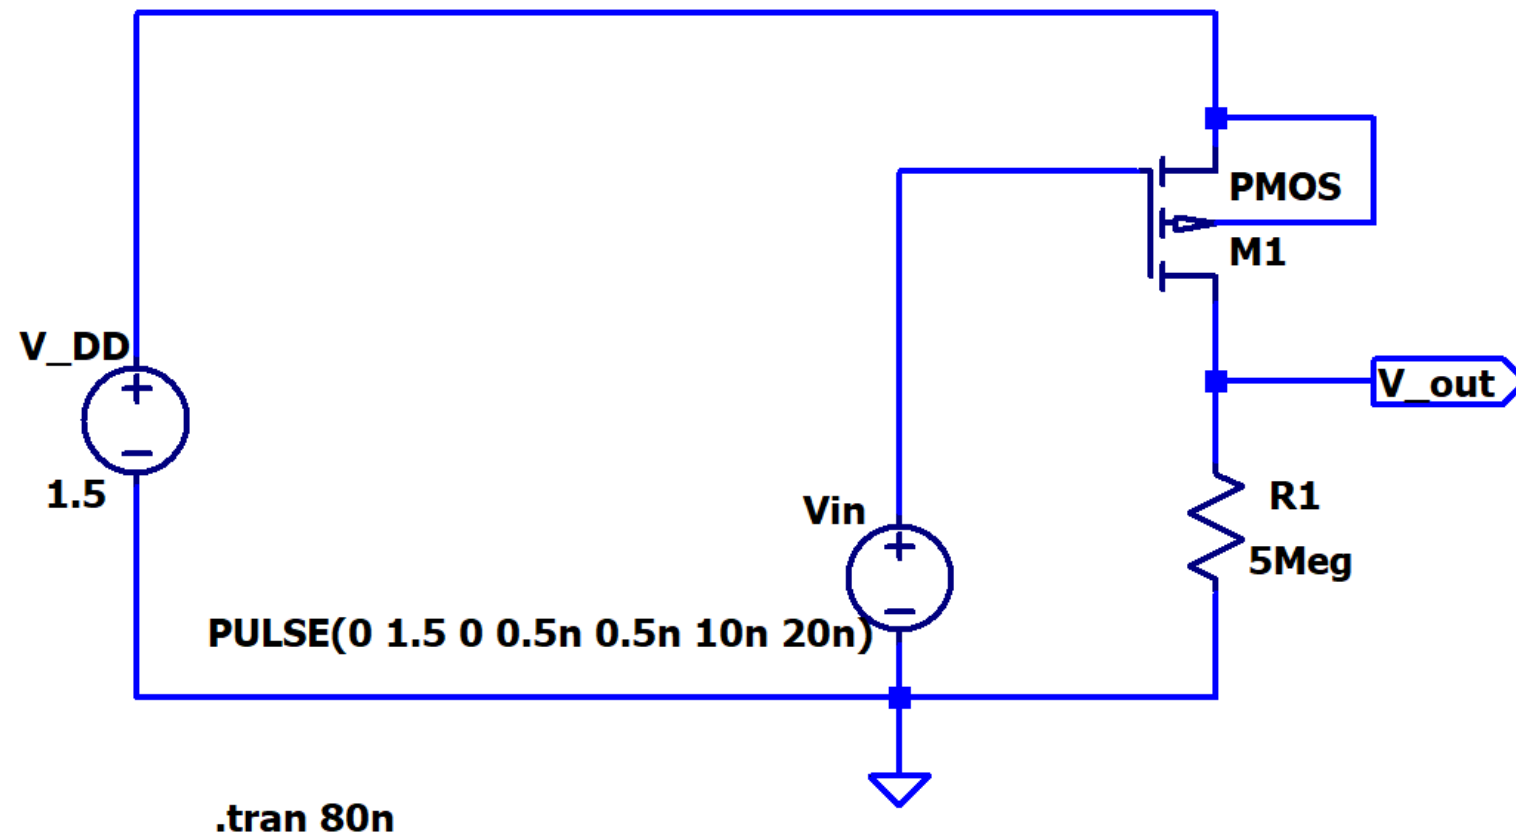 PMOS
M1
V_DD
1.5
V_out
Vin
R1
5Meg
PULSE(0 1.5 0 0.5n 0.5n 10n 20n)
.tran 80n